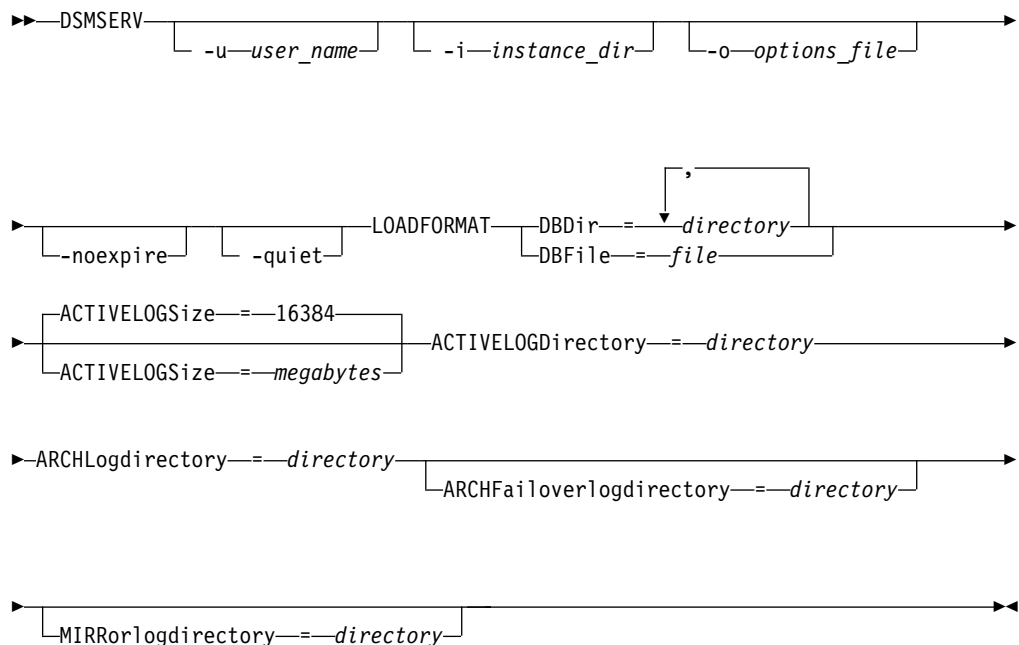 DSMSERV
-u user_name -i instance_dir -o options_file
,
LOADFORMAT DBDir = directory
-noexpire -quiet DBFile = file
ACTIVELOGSize = 16384
ACTIVELOGDirectory = directory
ACTIVELOGSize = megabytes
ARCHLogdirectory = directory
ARCHFailoverlogdirectory = directory
MIRRorlogdirectory = directory